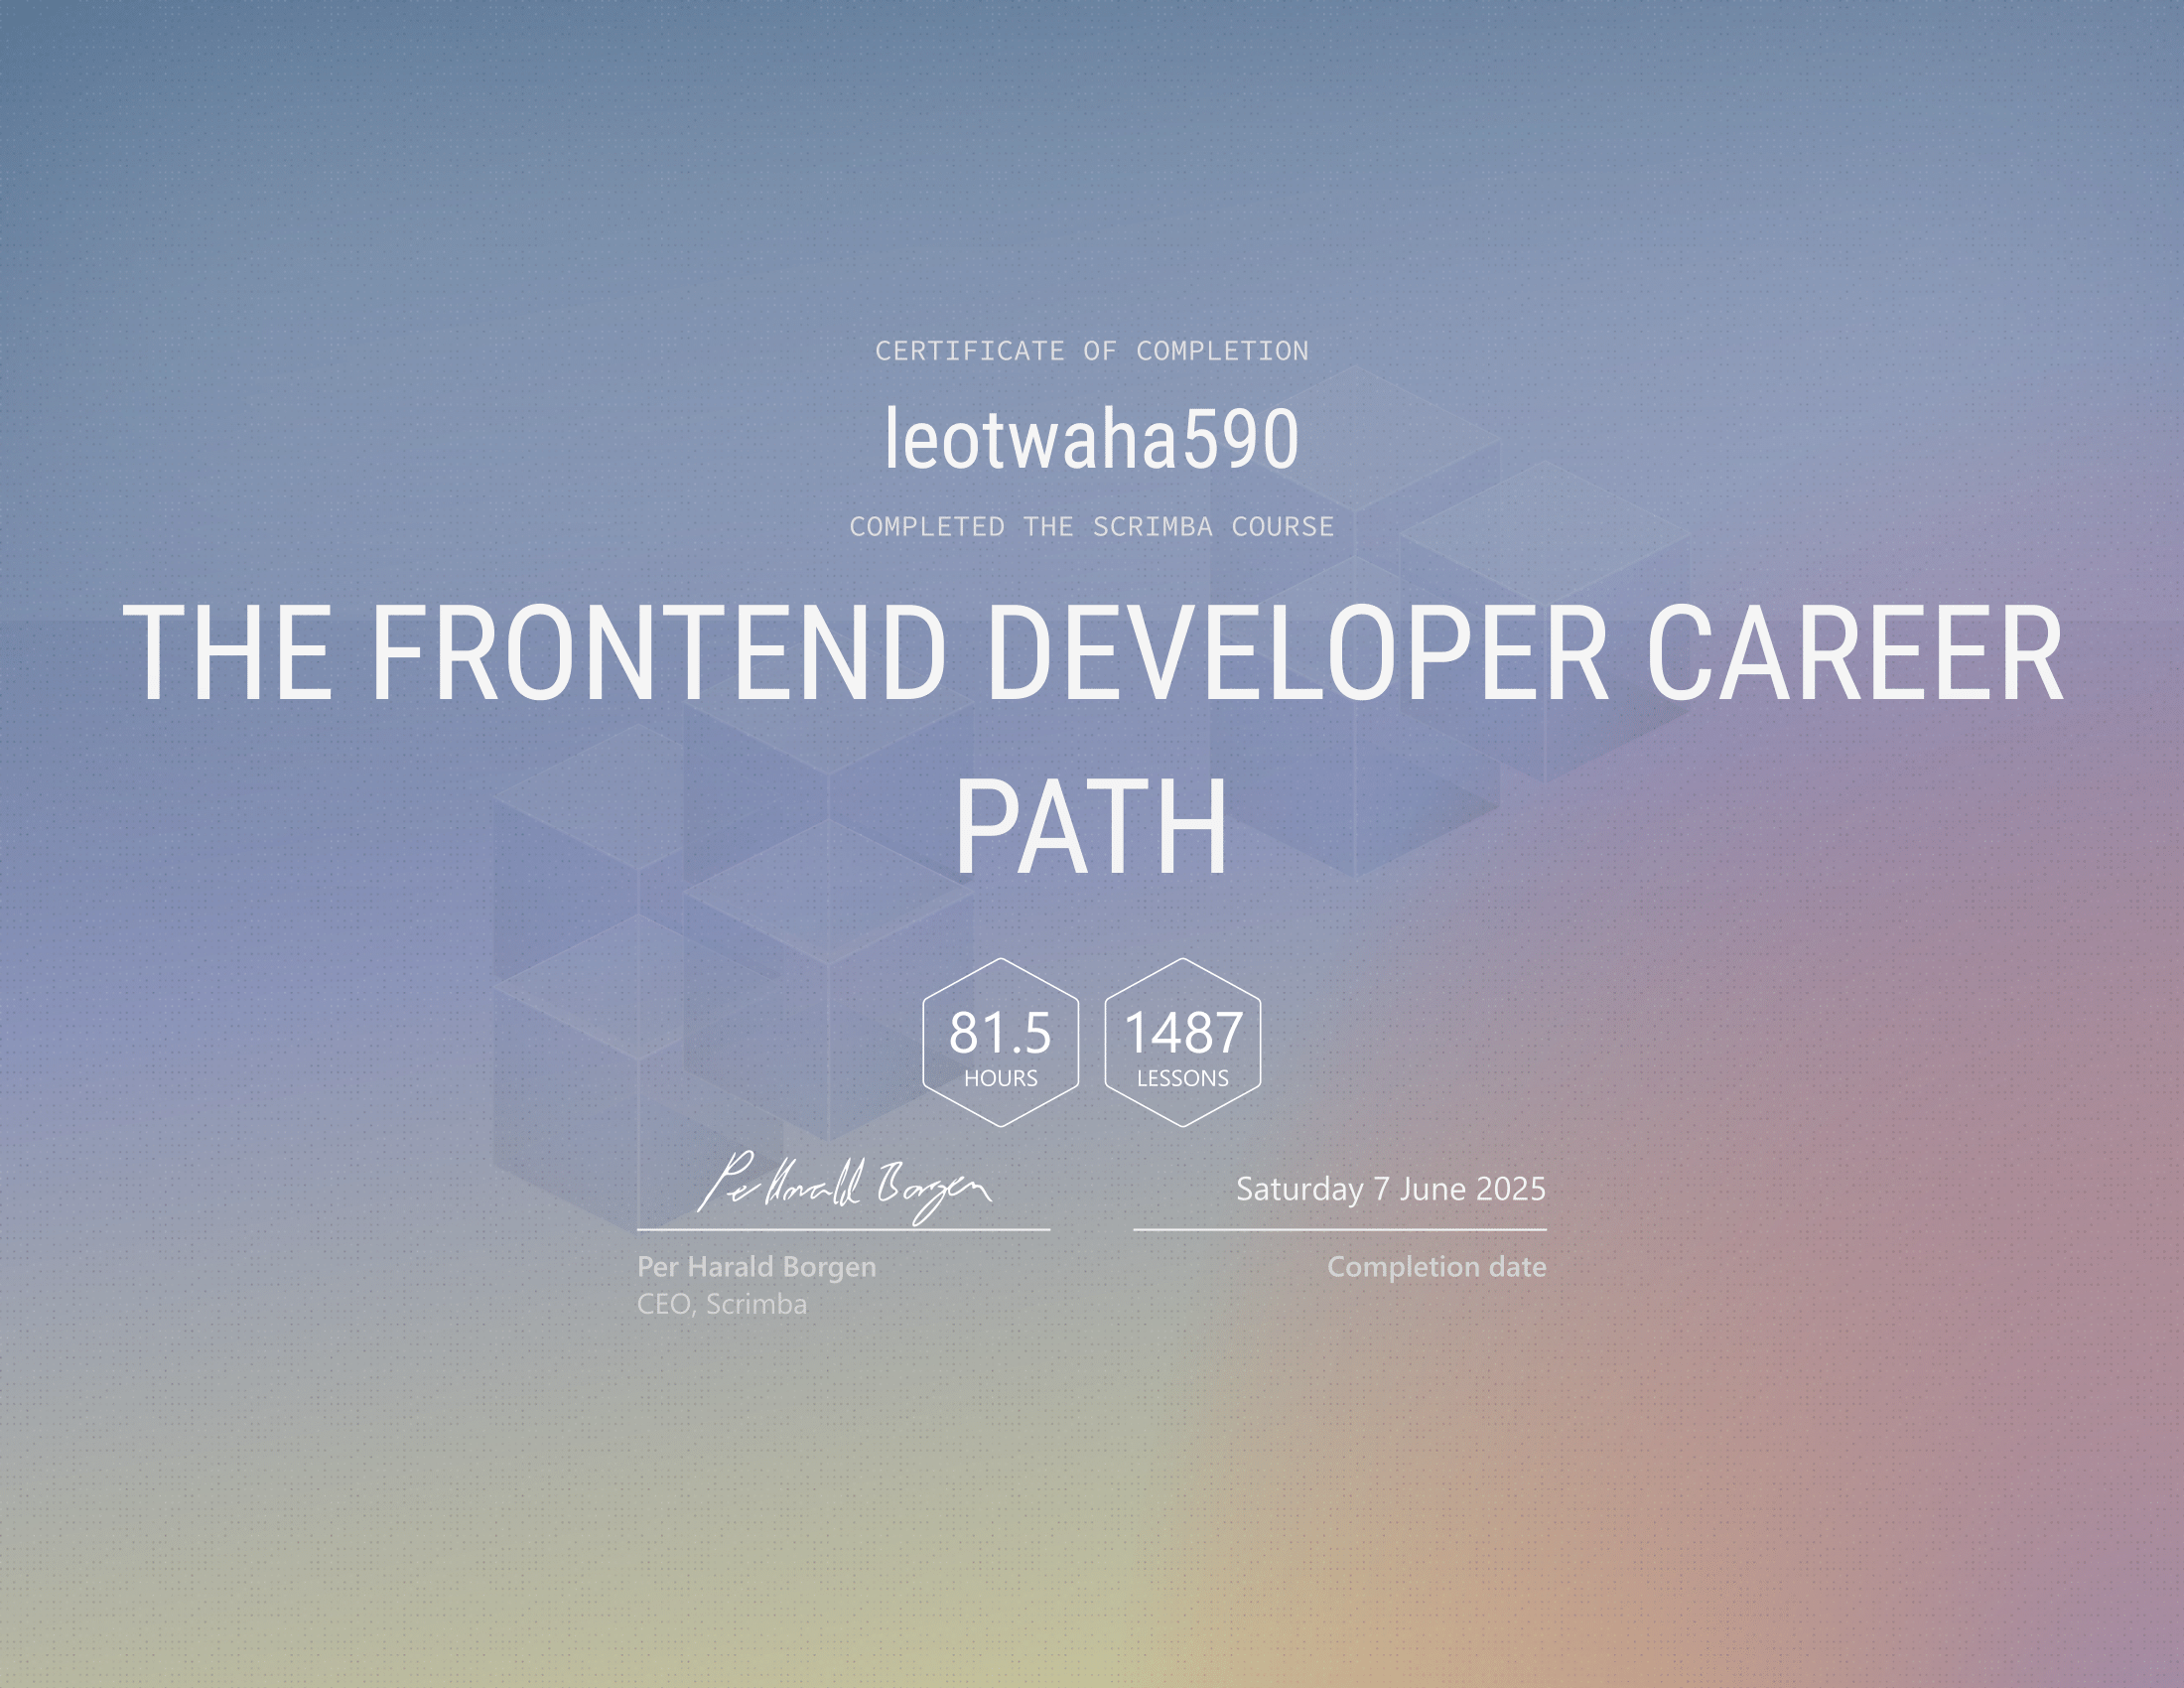 CERTIFICATE OF COMPLETION
leotwaha590
COMPLETED THE SCRIMBA COURSE
THE FRONTEND DEVELOPER CAREER
PATH
81.5 1487
HOURS LESSONS
Per Harald Borgen Saturday 7 June 2025
Per Harald Borgen Completion date
CEO, Scrimba